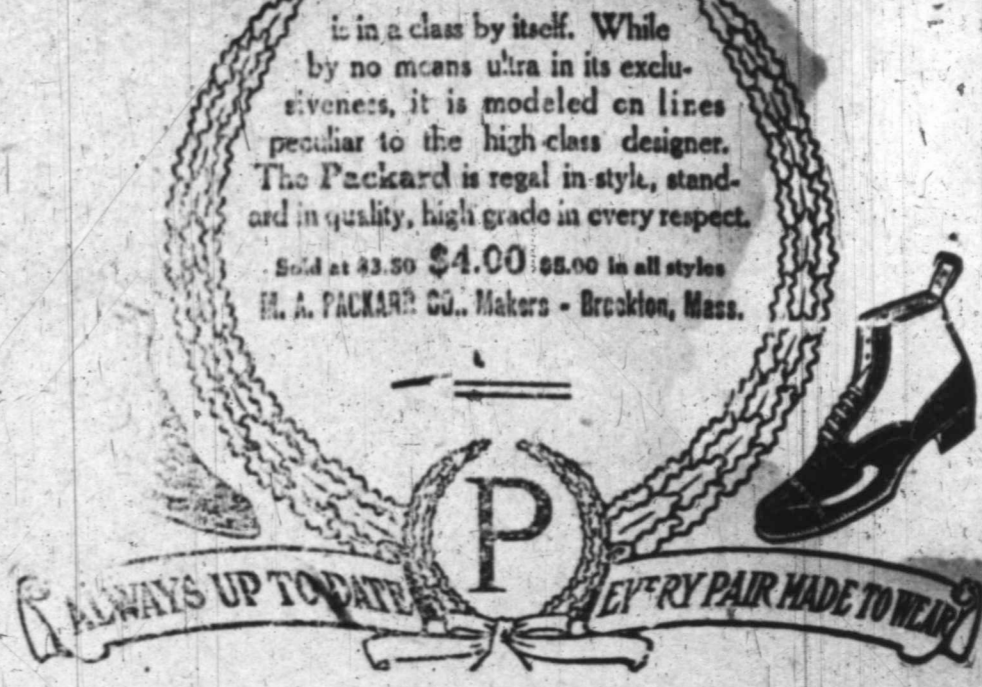 is in a class by itself. While
by no means ultra in its exclu-
siveness, it is modeled on lines
peculiar to the high-class designer.
The Packard is regal in style, stand-
ard in quality, high grade in every respect.
Sold at $3.50 $4.00 $5.00 in all styles
M. A. PACKARD CO., Makers - Brockton, Mass.
P
ALWAYS UP TO DATE
EVERY PAIR MADE TO WEAR